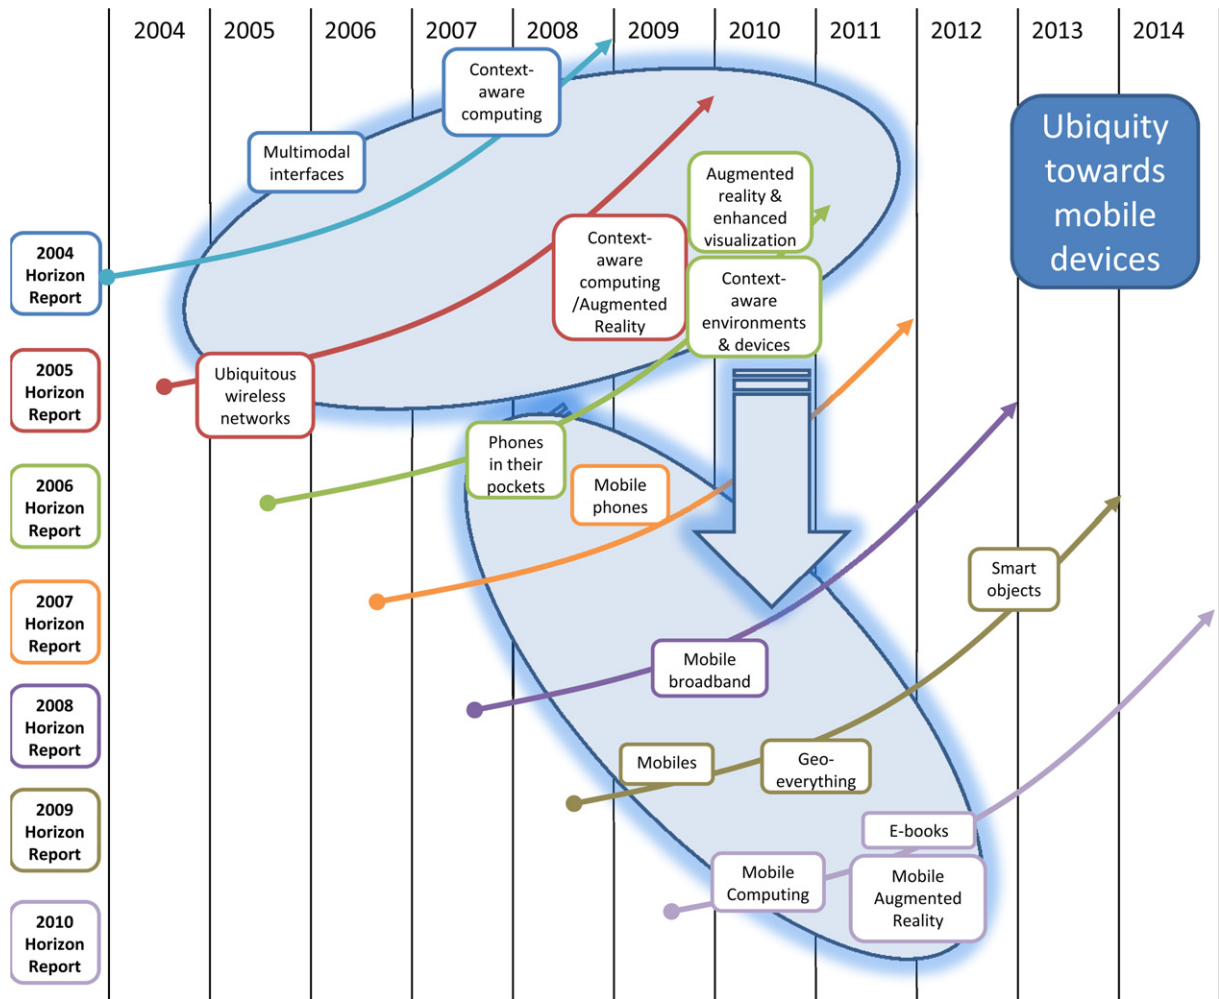 2004 2005 2006 2007 2008 2009 2010 2011 2012 2013 2014
Context-
aware
computing
Multimodal
interfaces
Ubiquity
towards
mobile
devices
Augmented
reality &
enhanced
visualization
2004
Horizon
Report
Context-
aware
computing
/Augmented
Reality
Context-
aware
environments
& devices
2005
Horizon
Report
Ubiquitous
wireless
networks
2006
Horizon
Report
Phones
in their
pockets
Mobile
phones
Smart
objects
2007
Horizon
Report
Mobile
broadband
2008
Horizon
Report
Mobiles
Geo-
everything
2009
Horizon
Report
E-books
Mobile
Computing
Mobile
Augmented
Reality
2010
Horizon
Report